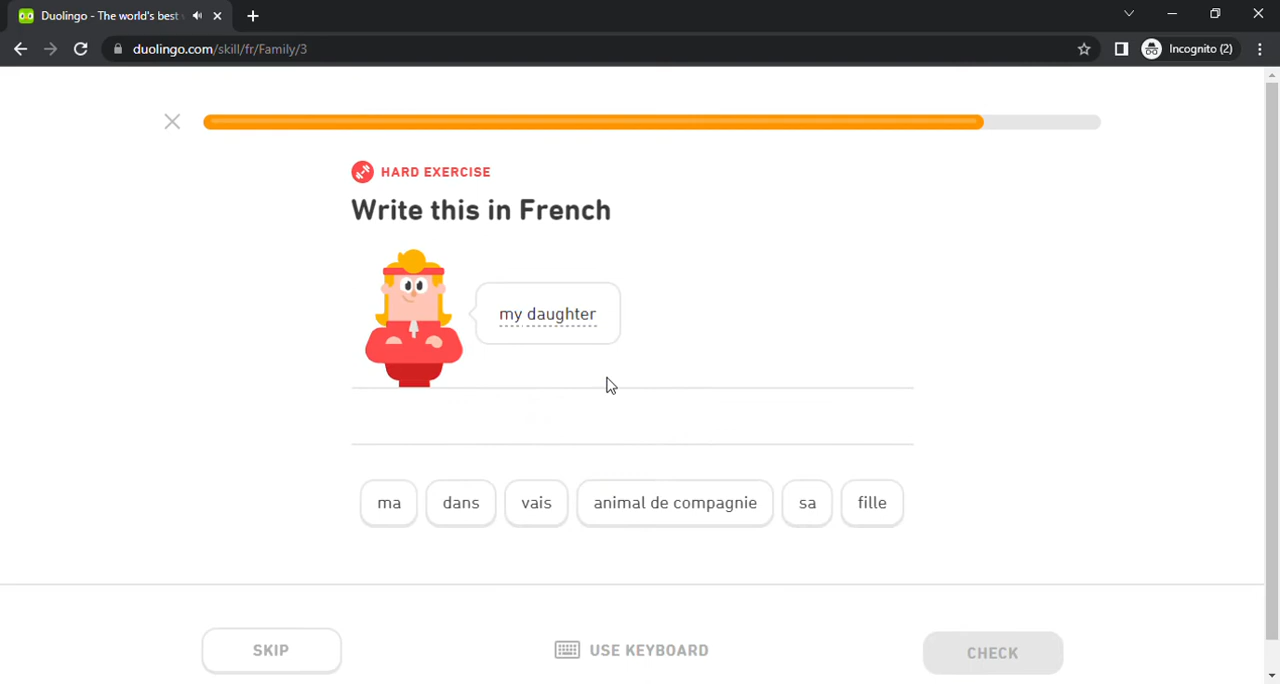 Duolingo - The world's best
duolingo.com/skill/fr/Family/3
Incognito (2)
HARD EXERCISE
Write this in French
my daughter
ma dans vais animal de compagnie sa fille
SKIP USE KEYBOARD CHECK